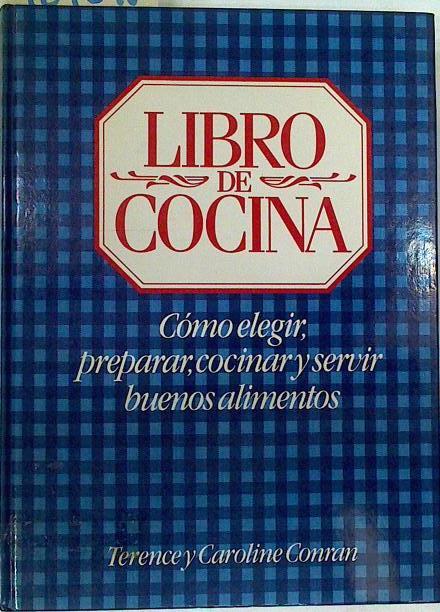 LIBRO
DE
COCINA
Cómo elegir,
preparar, cocinar y servir
buenos alimentos
Terence y Caroline Conran